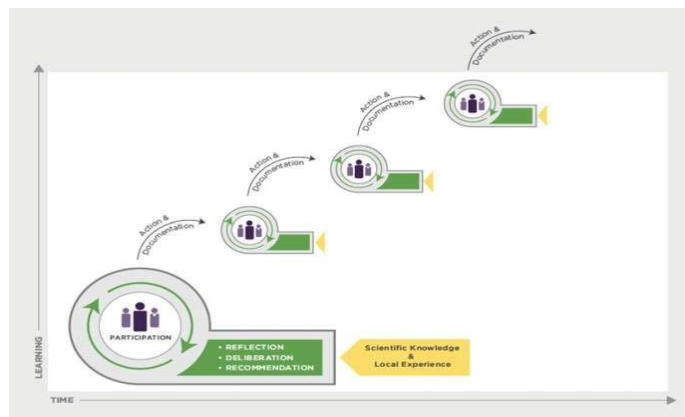 Action &
Documentation
Action &
Documentation
Action &
Documentation
Action &
Documentation
PARTICIPATION
• REFLECTION
• DELIBERATION
• RECOMMENDATION
Scientific Knowledge
&
Local Experience
LEARNING
TIME